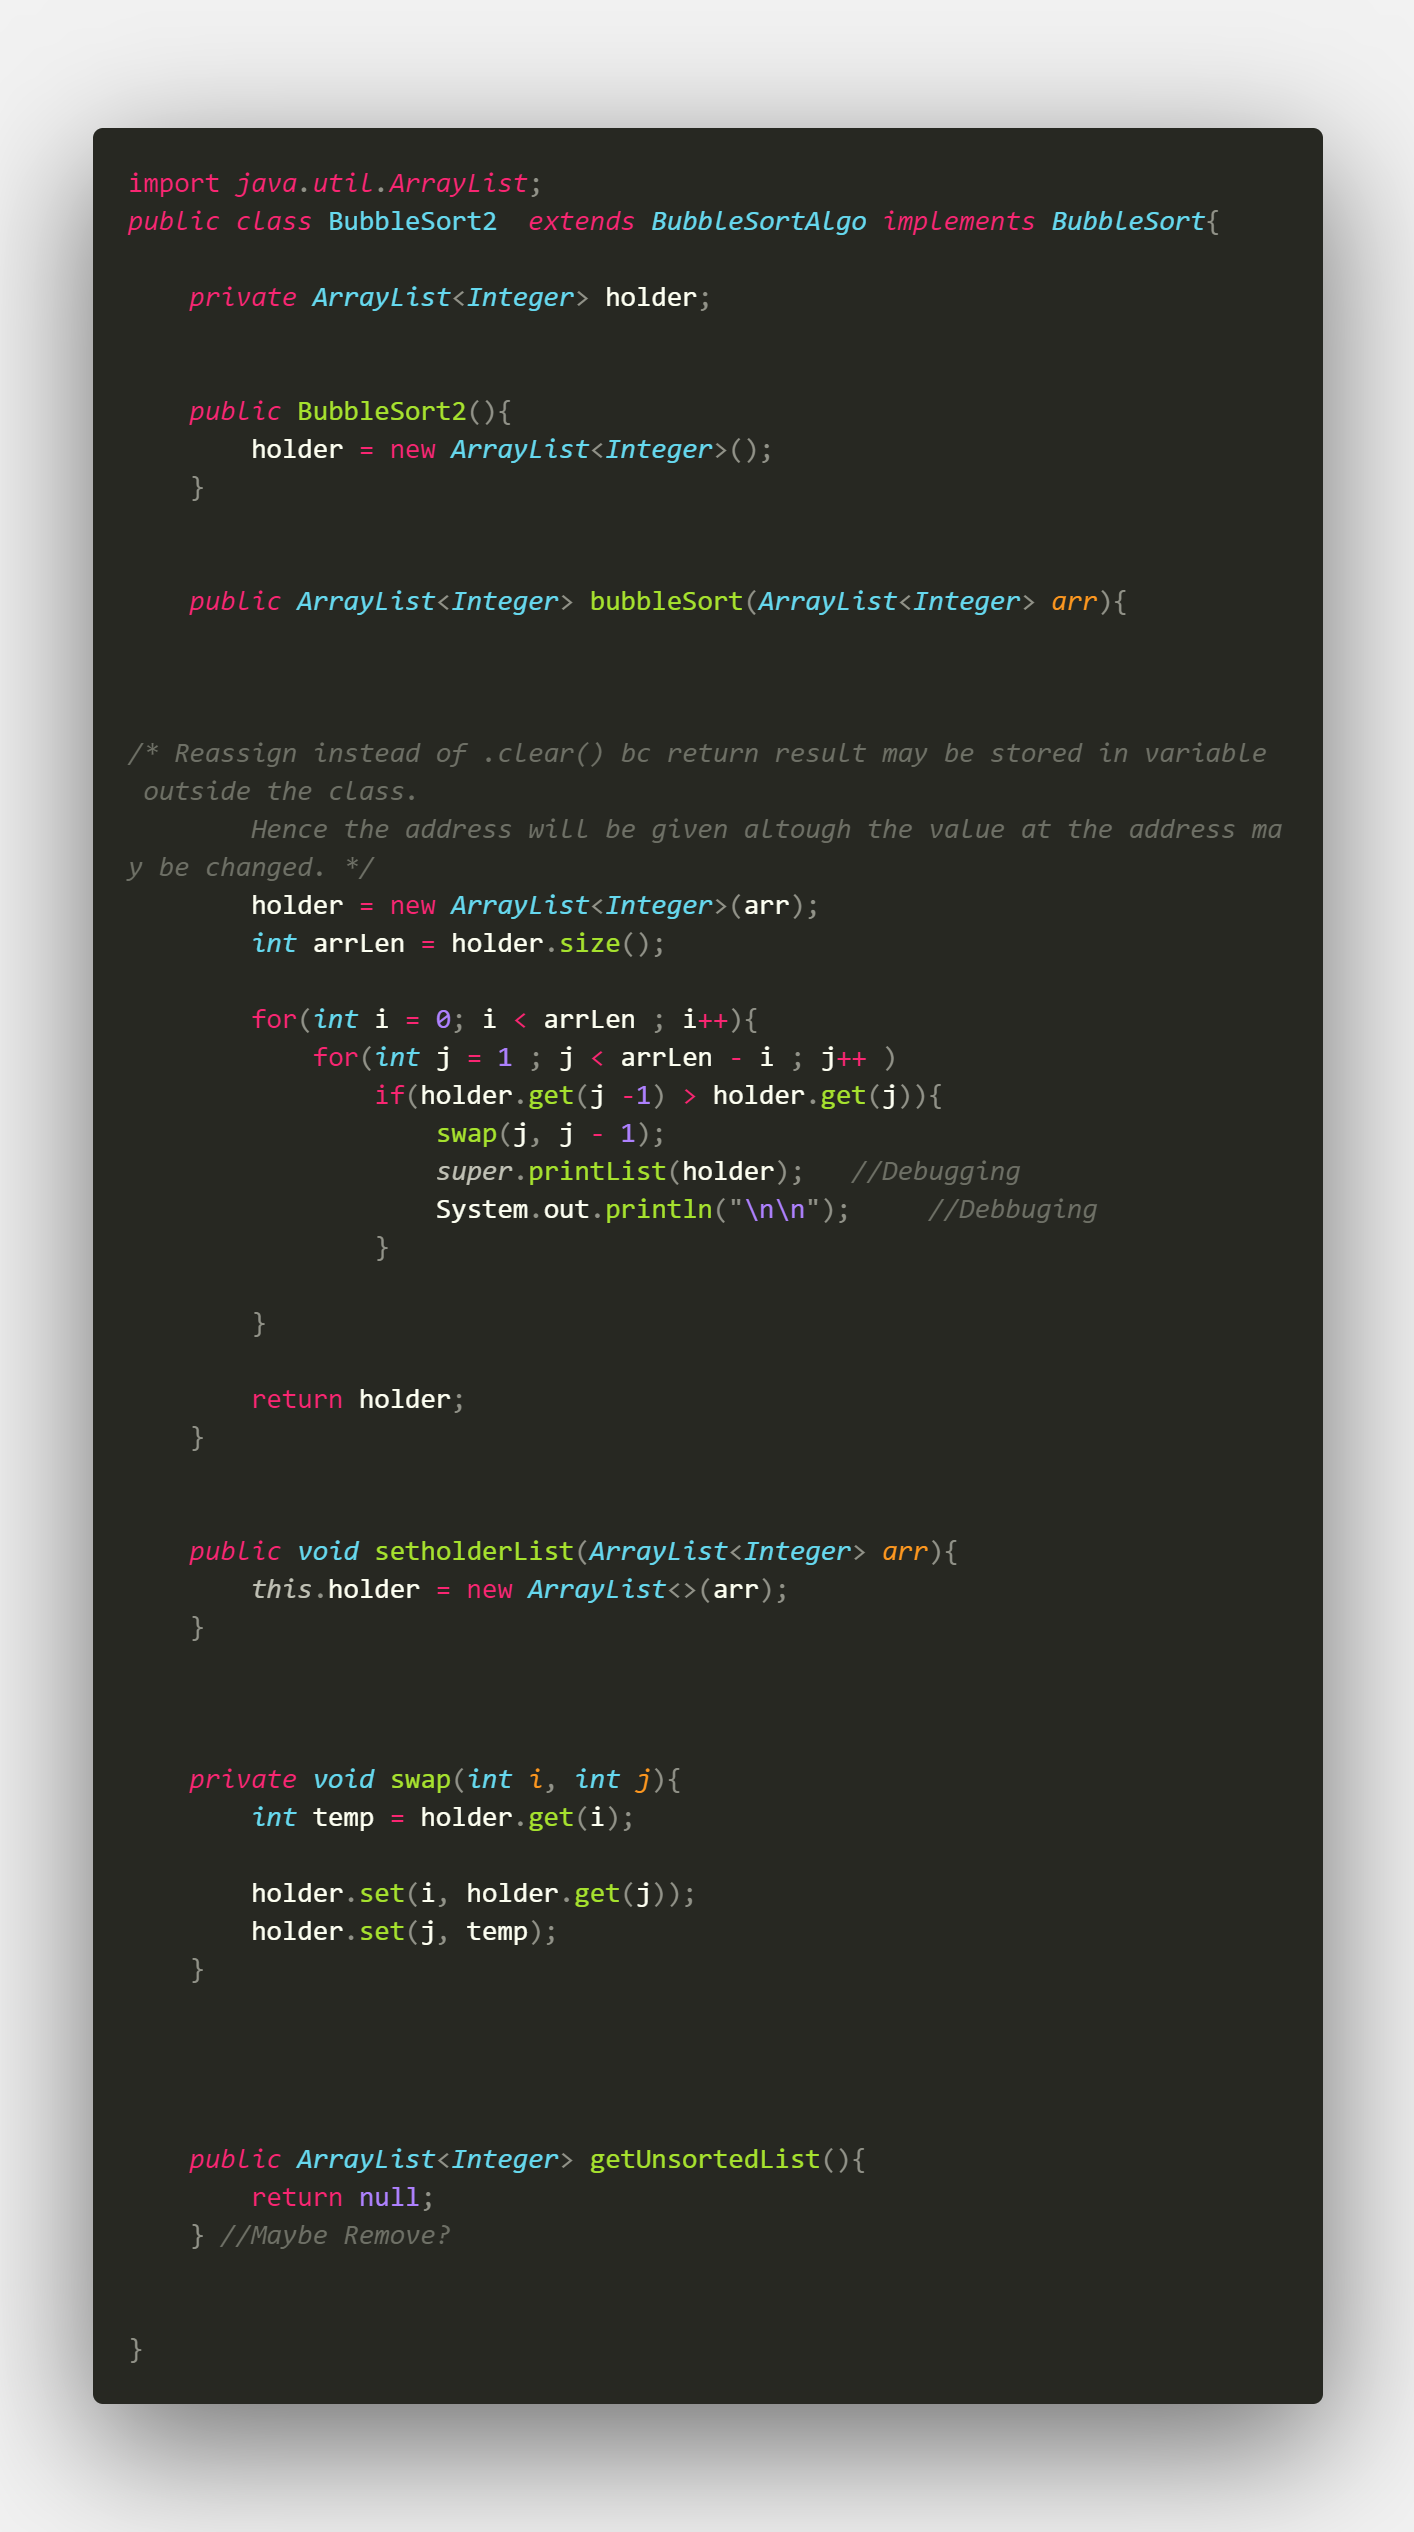 import java.util.ArrayList;
public class BubbleSort2  extends BubbleSortAlgo implements BubbleSort{
    private ArrayList<Integer> holder;
    public BubbleSort2(){
        holder = new ArrayList<Integer>();
    }
    public ArrayList<Integer> bubbleSort(ArrayList<Integer> arr){
/* Reassign instead of .clear() bc return result may be stored in variable
 outside the class.
        Hence the address will be given altough the value at the address ma
y be changed. */
        holder = new ArrayList<Integer>(arr);
        int arrLen = holder.size();
        for(int i = 0; i < arrLen ; i++){
            for(int j = 1 ; j < arrLen - i ; j++ )
                if(holder.get(j -1) > holder.get(j)){
                    swap(j, j - 1);
                    super.printList(holder);   //Debugging
                    System.out.println("\n\n");     //Debbuging
                }
        }
        return holder;
    }
    public void setholderList(ArrayList<Integer> arr){
        this.holder = new ArrayList<>(arr);
    }
    private void swap(int i, int j){
        int temp = holder.get(i);
        holder.set(i, holder.get(j));
        holder.set(j, temp);
    }
    public ArrayList<Integer> getUnsortedList(){
        return null;
    } //Maybe Remove?
}